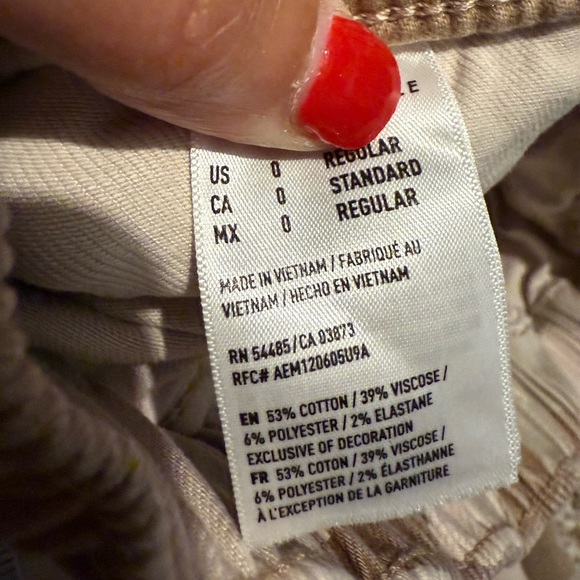 US 0 REGULAR
CA 0 STANDARD
MX 0 REGULAR
MADE IN VIETNAM / FABRIQUÉ AU
VIETNAM / HECHO EN VIETNAM
RN 54485/CA 03873
RFC# AEM120605U9A
EN 53% COTTON / 39% VISCOSE /
6% POLYESTER / 2% ELASTANE
EXCLUSIVE OF DECORATION
FR 53% COTON / 39% VISCOSE /
6% POLYESTER / 2% ÉLASTHANNE
À L'EXCEPTION DE LA GARNITURE